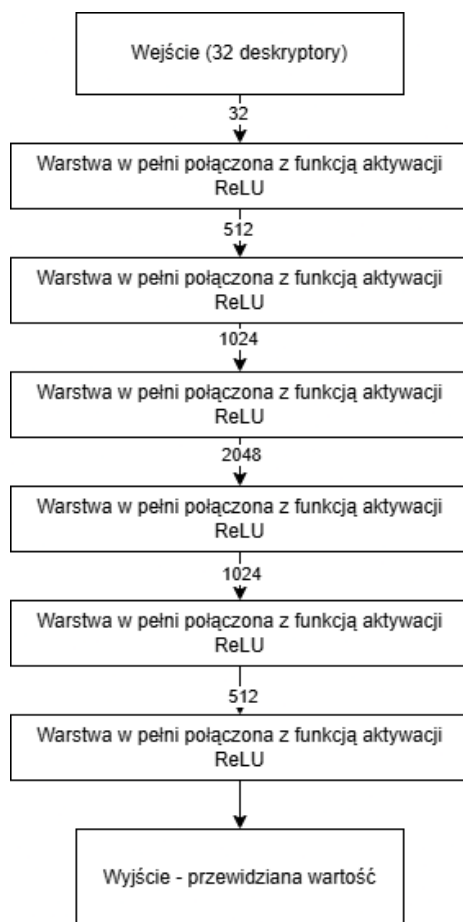 Wejście (32 deskryptory)
32
Warstwa w pełni połączona z funkcją aktywacji
ReLU
512
Warstwa w pełni połączona z funkcją aktywacji
ReLU
1024
Warstwa w pełni połączona z funkcją aktywacji
ReLU
2048
Warstwa w pełni połączona z funkcją aktywacji
ReLU
1024
Warstwa w pełni połączona z funkcją aktywacji
ReLU
512
Warstwa w pełni połączona z funkcją aktywacji
ReLU
Wyjście - przewidziana wartość